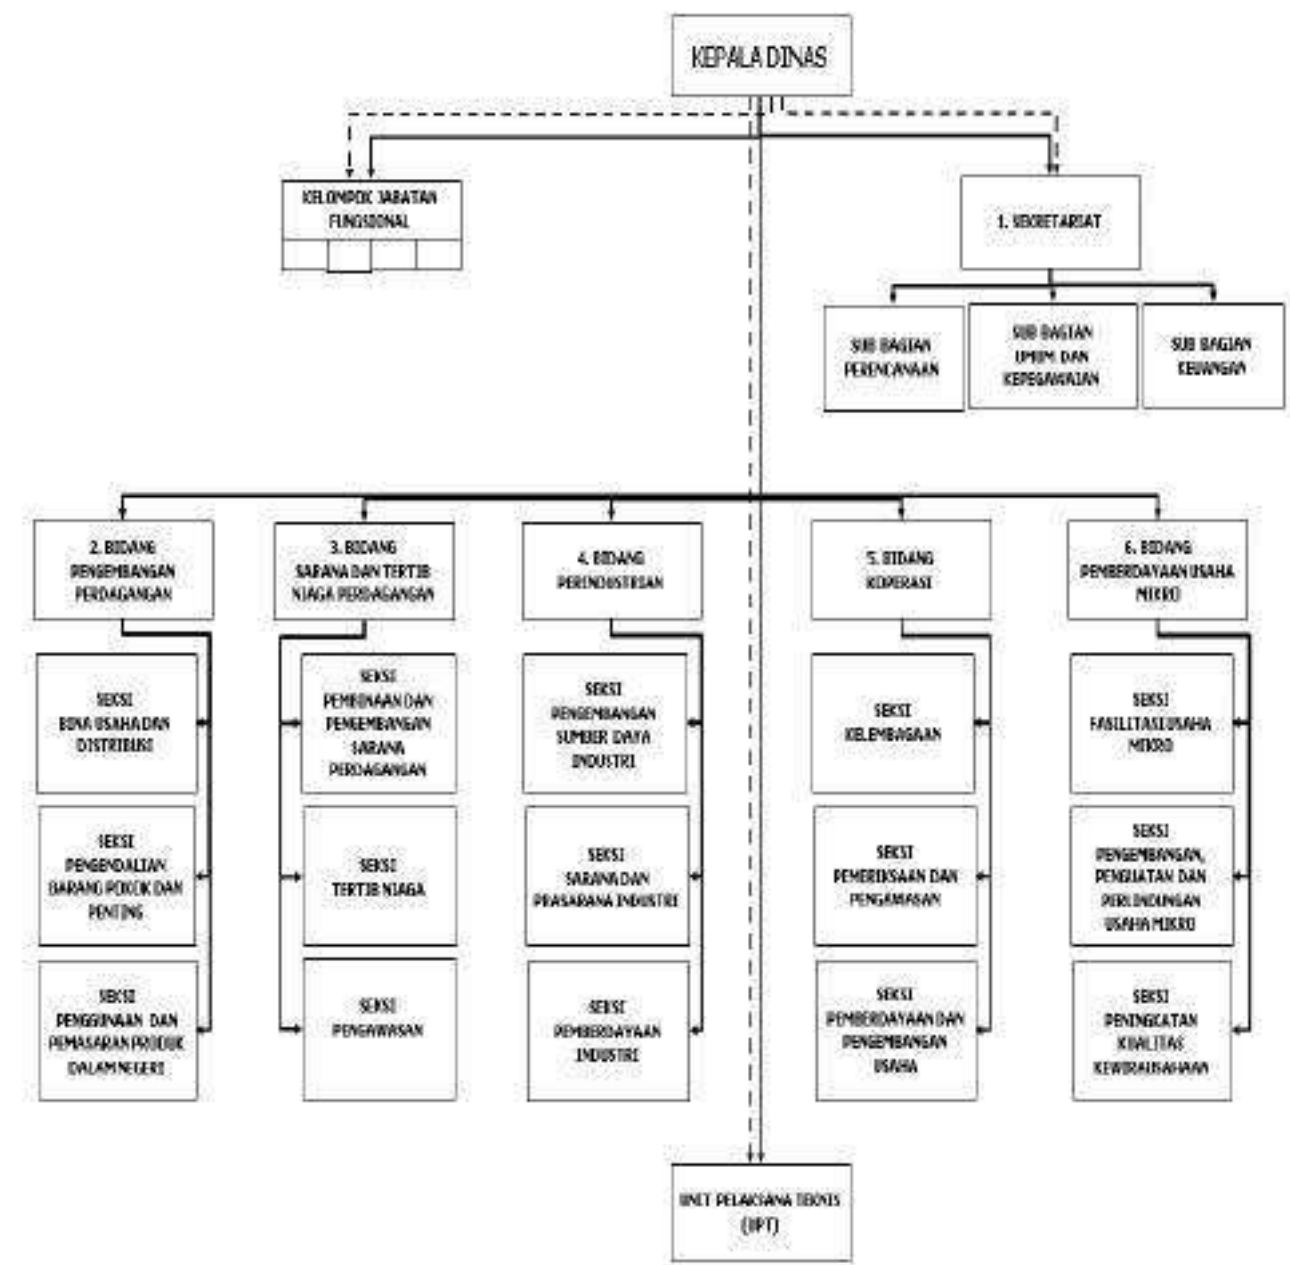 KEPALA DINAS
KELOMPOK JABATAN
FUNGSIONAL
1. SEKRETARIAT
SUB BAGIAN
PERENCANAAN
SUB BAGIAN
UMUM DAN
KEPEGAWAIAN
SUB BAGIAN
KEUANGAN
2. BIDANG
PENGEMBANGAN
PERDAGANGAN
3. BIDANG
SARANA DAN TERTIB
NIAGA PERDAGANGAN
4. BIDANG
PERINDUSTRIAN
5. BIDANG
KOPERASI
6. BIDANG
PEMBERDAYAAN USAHA
MIKRO
SEKSI
BINA USAHA DAN
DISTRIBUSI
SEKSI
PEMBINAAN DAN
PENGEMBANGAN
SARANA
PERDAGANGAN
SEKSI
PENGEMBANGAN
SUMBER DAYA
INDUSTRI
SEKSI
KELEMBAGAAN
SEKSI
FASILITASI USAHA
MIKRO
SEKSI
PENGENDALIAN
BARANG POKOK DAN
PENTING
SEKSI
TERTIB NIAGA
SEKSI
SARANA DAN
PRASARANA INDUSTRI
SEKSI
PEMERIKSAAN DAN
PENGAWASAN
SEKSI
PENGEMBANGAN,
PENGUATAN DAN
PERLINDUNGAN
USAHA MIKRO
SEKSI
PENGGUNAAN DAN
PEMASARAN PRODUK
DALAM NEGERI
SEKSI
PENGAWASAN
SEKSI
PEMBERDAYAAN
INDUSTRI
SEKSI
PEMBERDAYAAN DAN
PENGEMBANGAN
USAHA
SEKSI
PENINGKATAN
KUALITAS
KEWIRAUSAHAAN
UNIT PELAKSANA TEKNIS
(UPT)